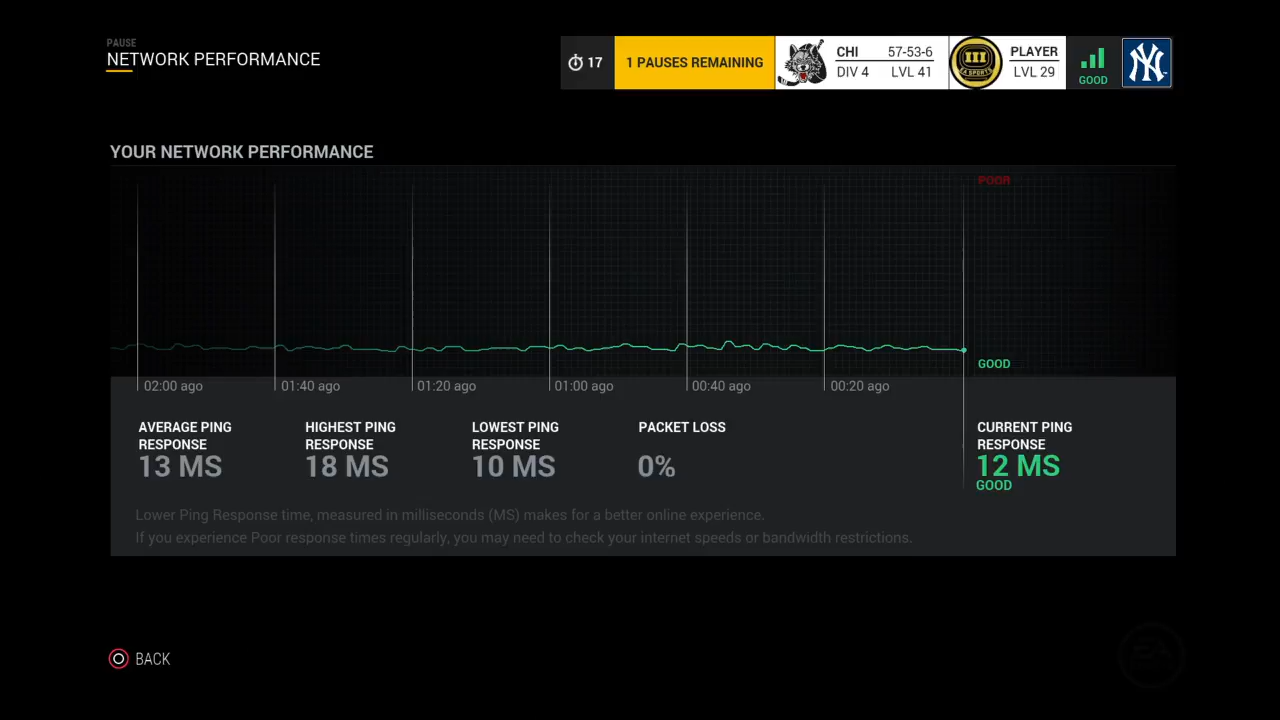 PAUSE
NETWORK PERFORMANCE
17
1 PAUSES REMAINING
CHI 57-53-6
DIV 4 LVL 41
III
EA SPORTS
PLAYER
LVL 29
GOOD
NY
YOUR NETWORK PERFORMANCE
POOR
GOOD
02:00 ago 01:40 ago 01:20 ago 01:00 ago 00:40 ago 00:20 ago
AVERAGE PING RESPONSE
13 MS
HIGHEST PING RESPONSE
18 MS
LOWEST PING RESPONSE
10 MS
PACKET LOSS
0%
CURRENT PING RESPONSE
12 MS
GOOD
Lower Ping Response time, measured in milliseconds (MS) makes for a better online experience.
If you experience Poor response times regularly, you may need to check your internet speeds or bandwidth restrictions.
BACK
EA